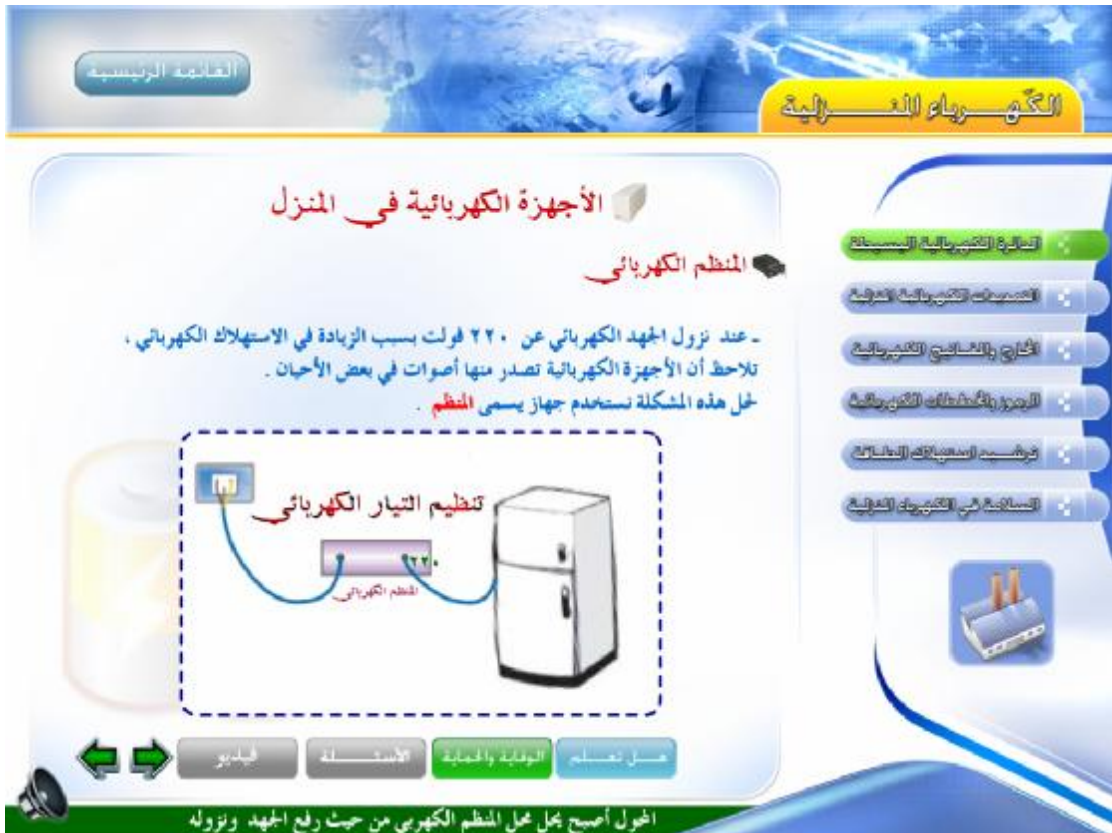 القائمة الرئيسية
الكهرباء المنزلية
الأجهزة الكهربائية في المنزل
المنظم الكهربائي
ـ عند نزول الجهد الكهربائي عن ٢٢٠ فولت بسبب الزيادة في الاستهلاك الكهربائي ،
تلاحظ أن الأجهزة الكهربائية تصدر منها أصوات في بعض الأحيان .
لحل هذه المشكلة نستخدم جهاز يسمى المنظم .
تنظيم التيار الكهربائي
٢٢٠
المنظم الكهربائي
الدائرة الكهربائية البسيطة
التمديدات الكهربائية المنزلية
المخارج والمفاتيح الكهربائية
الرموز والمخططات الكهربائية
ترشيد استهلاك الطاقة
السلامة في الكهرباء المنزلية
هل تعلم
الوقاية والحماية
الأسئلة
فيديو
المحول أصبح يحل محل المنظم الكهربي من حيث رفع الجهد ونزوله